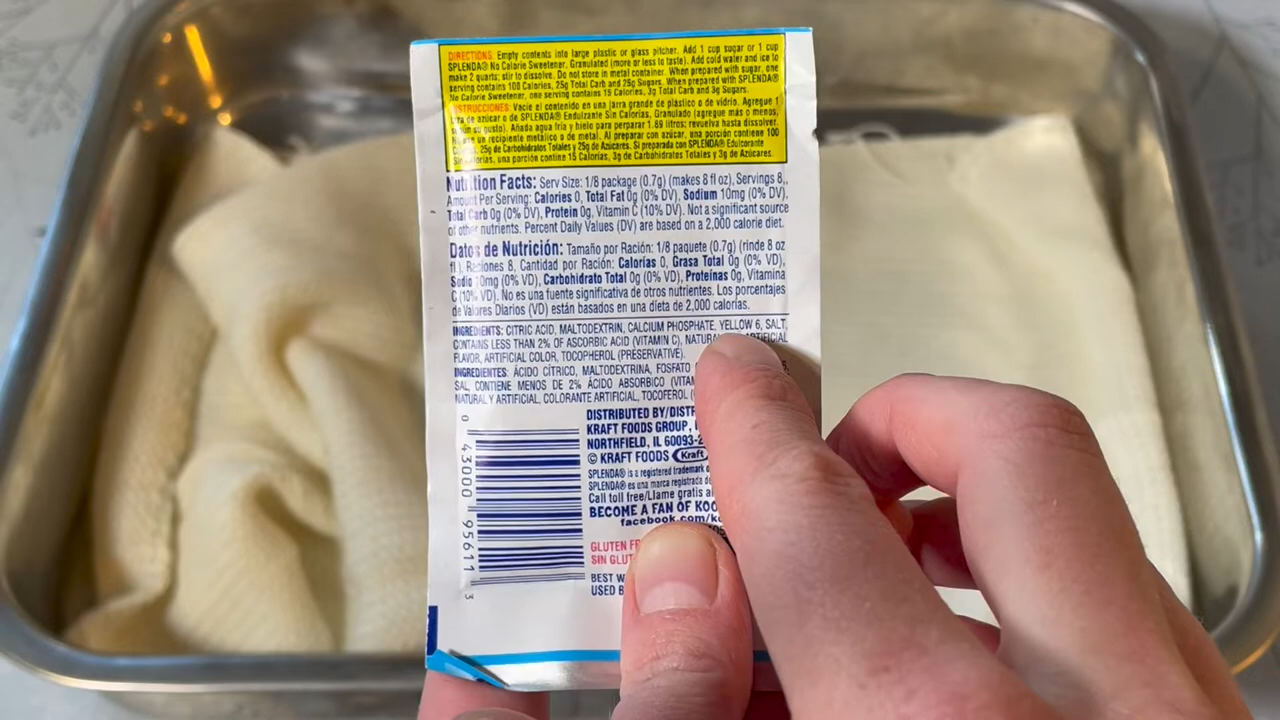 DIRECTIONS: Empty contents into large plastic or glass pitcher. Add 1 cup sugar or 1 cup
SPLENDA® No Calorie Sweetener, Granulated (more or less to taste). Add cold water and ice to
make 2 quarts; stir to dissolve. Do not store in metal container. When prepared with sugar, one
serving contains 100 Calories, 25g Total Carb and 25g Sugars. When prepared with SPLENDA®
No Calorie Sweetener, one serving contains 15 Calories, 3g Total Carb and 3g Sugars.
INSTRUCCIONES: Vacíe el contenido en una jarra grande de plástico o de vidrio. Agregue 1
taza de azúcar o de SPLENDA® Endulzante Sin Calorías, Granulado (agregue más o menos,
según su gusto). Añada agua fría y hielo para perparar 1.89 litros; revuelva hasta disolver.
No use un recipiente metálico o de metal. Al preparar con azúcar, una porción contiene 100
25g de Carbohidratos Totales y 25g de Azúcares. Si preparada con SPLENDA® Edulcorante
Sin Calorías, una porción contine 15 Calorías, 3g de Carbohidratos Totales y 3g de Azúcares.
Nutrition Facts: Serv Size: 1/8 package (0.7g) (makes 8 fl oz), Servings 8,,
Amount Per Serving: Calories 0, Total Fat 0g (0% DV), Sodium 10mg (0% DV),
Total Carb 0g (0% DV), Protein 0g, Vitamin C (10% DV). Not a significant source
of other nutrients. Percent Daily Values (DV) are based on a 2,000 calorie diet.
Datos de Nutrición: Tamaño por Ración: 1/8 paquete (0.7g) (rinde 8 oz
fl.), Raciones 8, Cantidad por Ración: Calorías 0, Grasa Total 0g (0% VD),
Sodio 10mg (0% VD), Carbohidrato Total 0g (0% VD), Proteínas 0g, Vitamina
C (10% VD). No es una fuente significativa de otros nutrientes. Los porcentajes
de Valores Diarios (VD) están basados en una dieta de 2,000 calorías.
INGREDIENTS: CITRIC ACID, MALTODEXTRIN, CALCIUM PHOSPHATE, YELLOW 6, SALT,
CONTAINS LESS THAN 2% OF ASCORBIC ACID (VITAMIN C), NATURAL ARTIFICIAL
FLAVOR, ARTIFICIAL COLOR, TOCOPHEROL (PRESERVATIVE).
INGREDIENTES: ÁCIDO CÍTRICO, MALTODEXTRINA, FOSFATO
SAL, CONTIENE MENOS DE 2% ÁCIDO ABSORBICO (VITAM
NATURAL Y ARTIFICIAL, COLORANTE ARTIFICIAL, TOCOFEROL (
DISTRIBUTED BY/DISTR
KRAFT FOODS GROUP,
NORTHFIELD, IL 60093-2
© KRAFT FOODS Kraft
SPLENDA® is a registered trademark o
SPLENDA® es una marca registrada de
Call toll free/Llame gratis al
BECOME A FAN OF KOO
facebook.com/ko
GLUTEN FR
SIN GLUT
BEST W
USED B
0 43000 95611 3